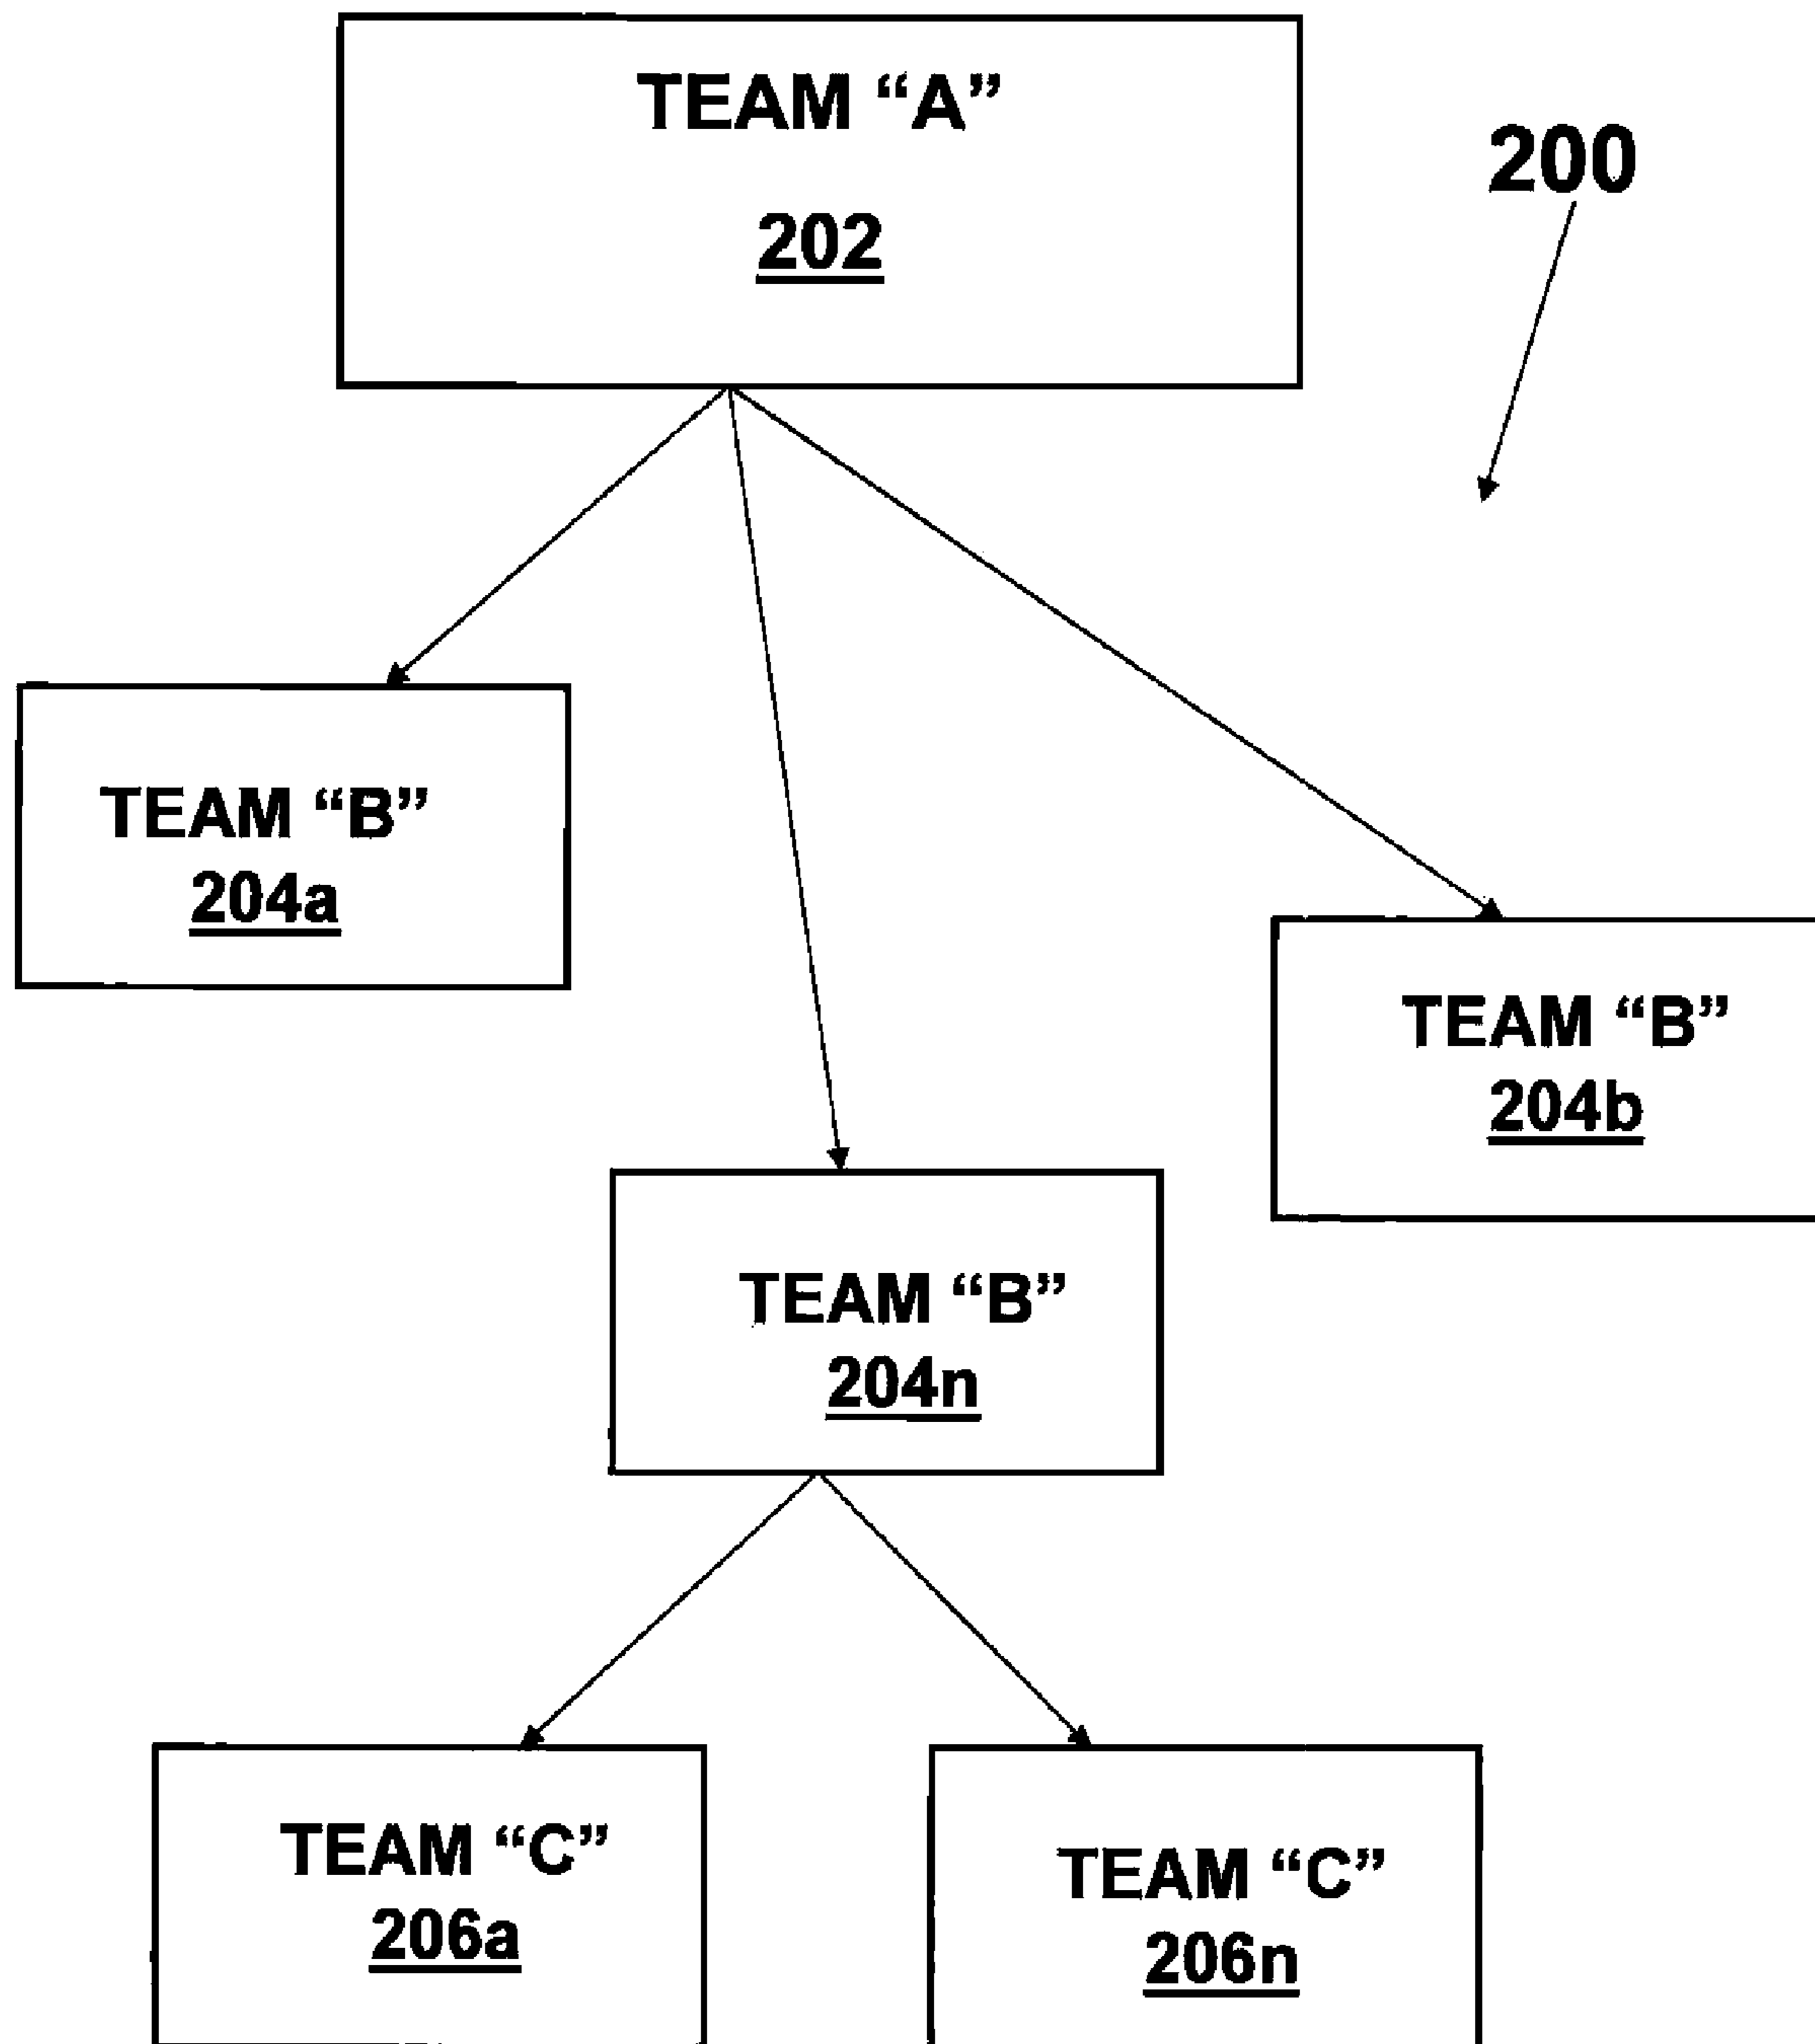 TEAM “A”
202
200
TEAM “B”
204a
TEAM “B”
204b
TEAM “B”
204n
TEAM “C”
206a
TEAM “C”
206n